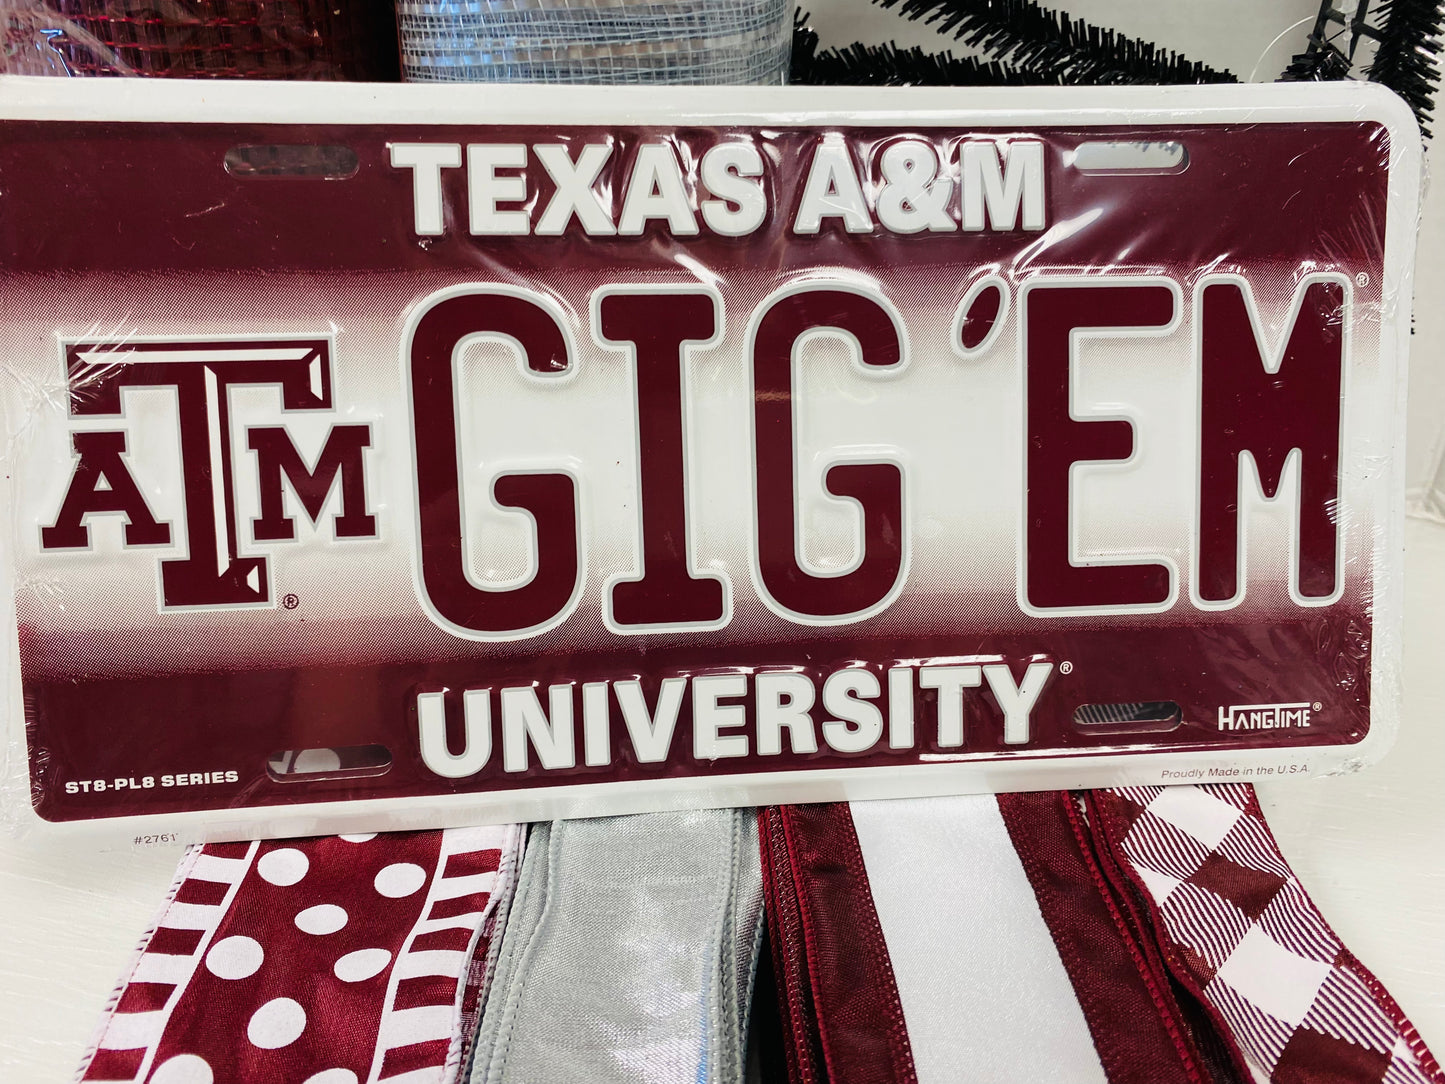 TEXAS A&M
GIG 'EM®
ATM®
UNIVERSITY®
HANGTIME®
ST8-PL8 SERIES
Proudly Made in the U.S.A.
#2761